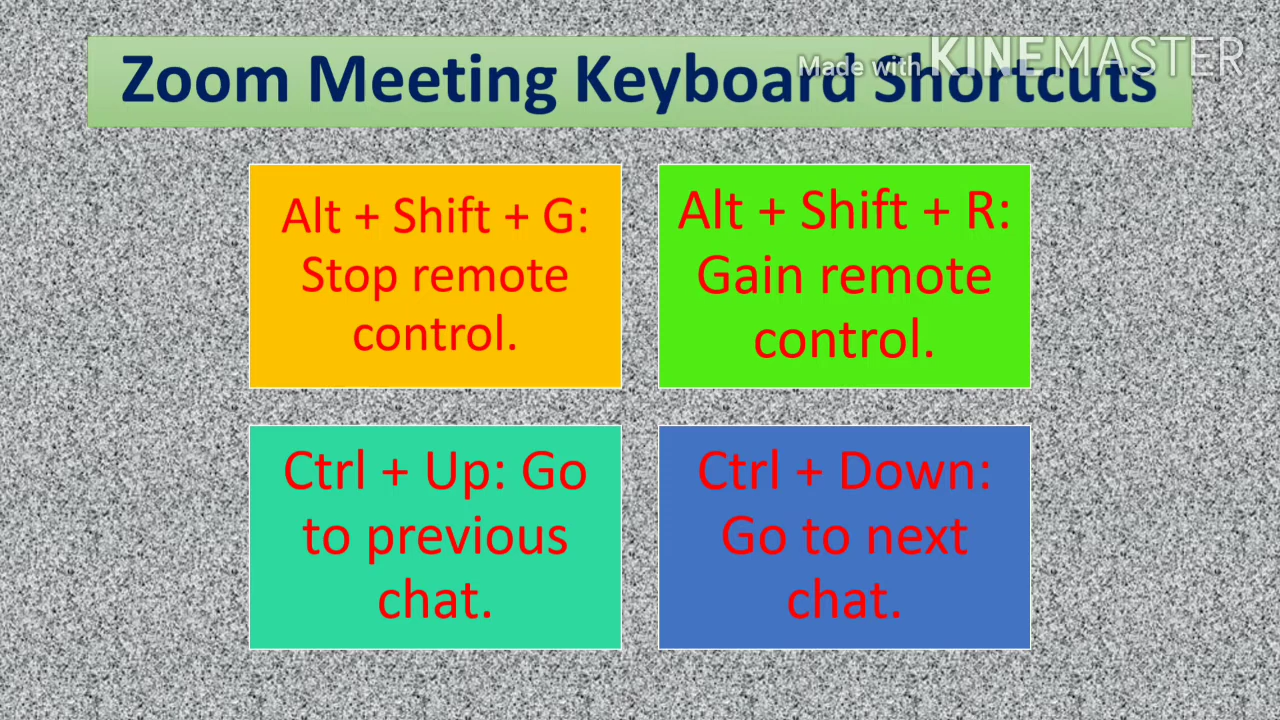 Zoom Meeting Keyboard Shortcuts
Made with KINEMASTER
Alt + Shift + G:
Stop remote
control.
Alt + Shift + R:
Gain remote
control.
Ctrl + Up: Go
to previous
chat.
Ctrl + Down:
Go to next
chat.